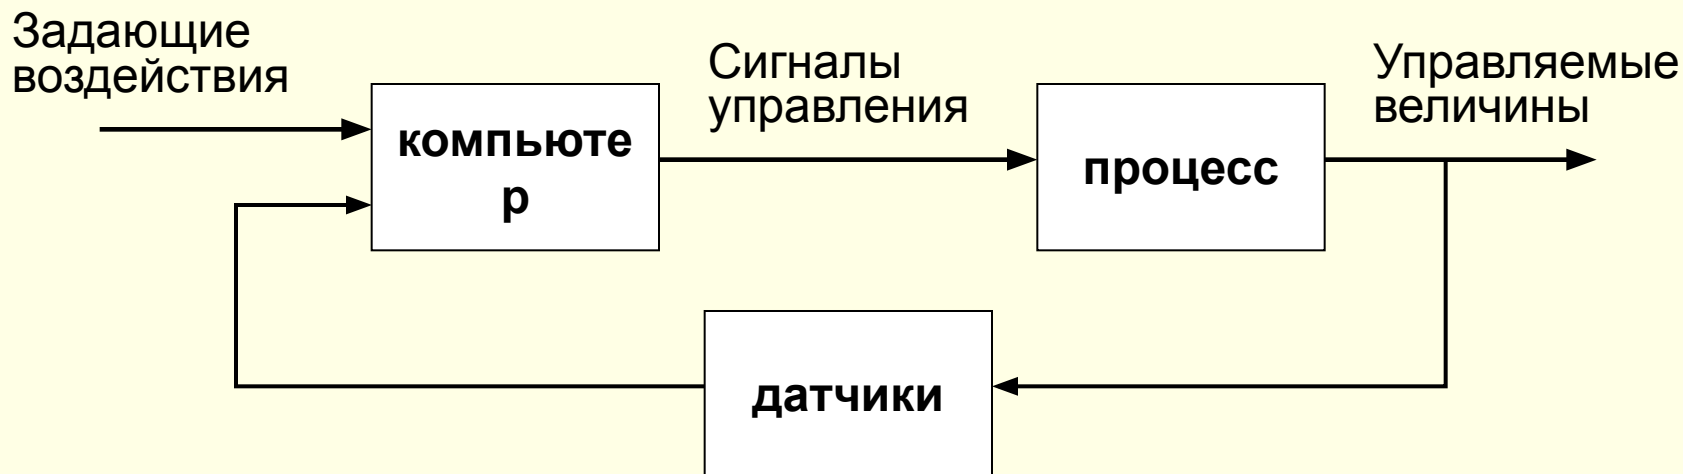 Задающие
воздействия
Сигналы
управления
Управляемые
величины
компьюте
р
процесс
датчики